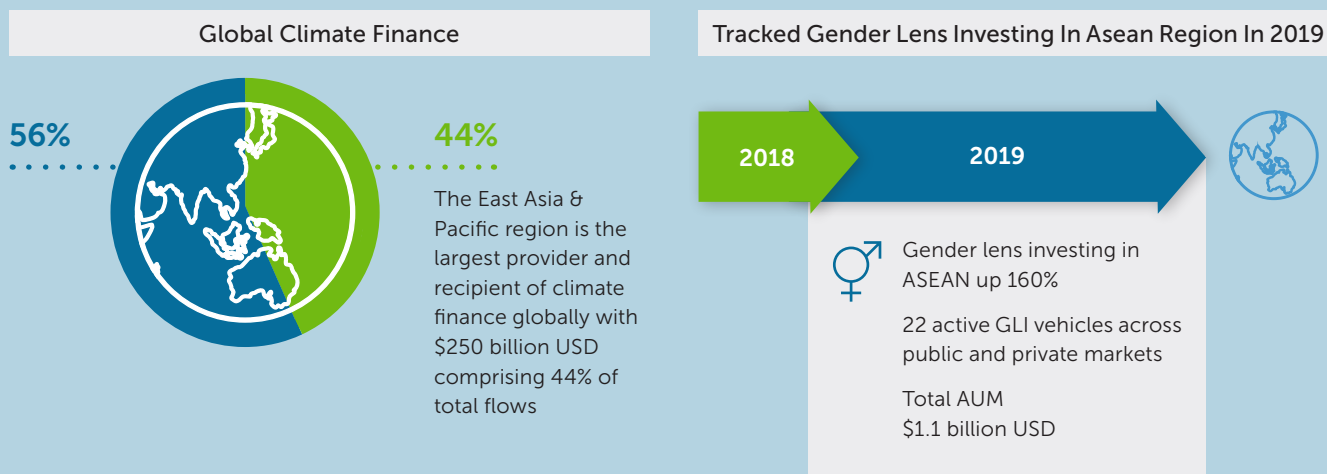 Global Climate Finance
56%
44%
The East Asia &
Pacific region is the
largest provider and
recipient of climate
finance globally with
$250 billion USD
comprising 44% of
total flows
Tracked Gender Lens Investing In Asean Region In 2019
2018
2019
Gender lens investing in
ASEAN up 160%
22 active GLI vehicles across
public and private markets
Total AUM
$1.1 billion USD